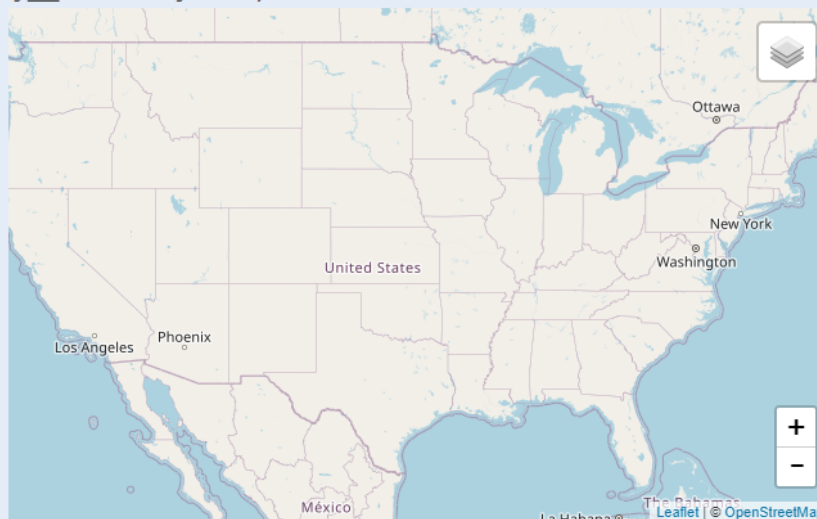 Ottawa
New York
Washington
United States
Phoenix
Los Angeles
+
−
México
The Bahamas
La Habana
Leaflet | © OpenStreetMa